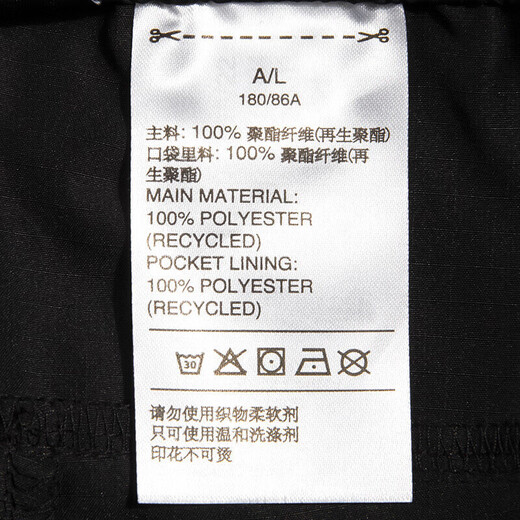 A/L
180/86A
主料: 100% 聚酯纤维(再生聚酯)
口袋里料: 100% 聚酯纤维(再
生聚酯)
MAIN MATERIAL:
100% POLYESTER
(RECYCLED)
POCKET LINING:
100% POLYESTER
(RECYCLED)
30
请勿使用织物柔软剂
只可使用温和洗涤剂
印花不可烫